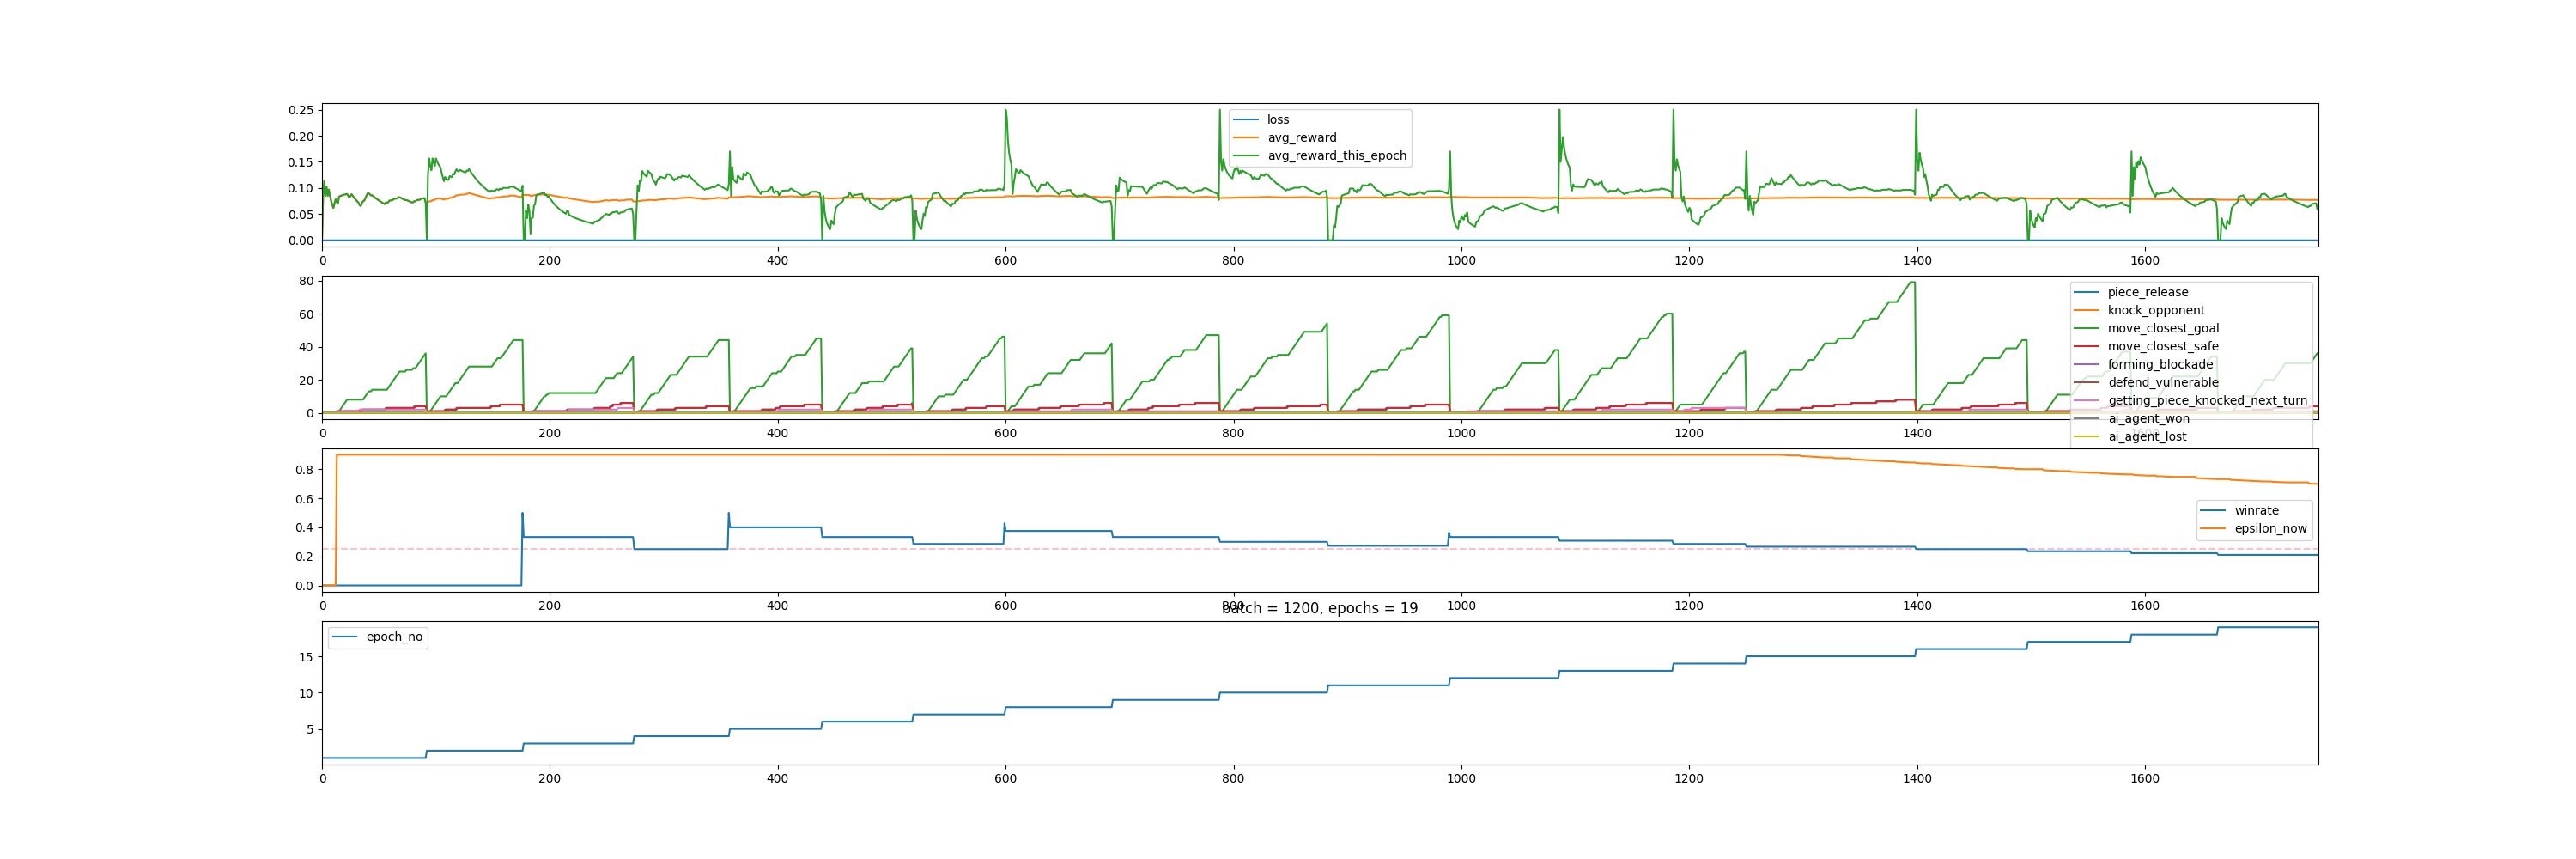 0.25
0.20
0.15
0.10
0.05
0.00
loss
avg_reward
avg_reward_this_epoch
0 200 400 600 800 1000 1200 1400 1600
80
60
40
20
0
piece_release
knock_opponent
move_closest_goal
move_closest_safe
forming_blockade
defend_vulnerable
getting_piece_knocked_next_turn
ai_agent_won
ai_agent_lost
0 200 400 600 800 1000 1200 1400 1600
0.8
0.6
0.4
0.2
0.0
winrate
epsilon_now
0 200 400 600 800 1000 1200 1400 1600
batch = 1200, epochs = 19
15
10
5
epoch_no
0 200 400 600 800 1000 1200 1400 1600